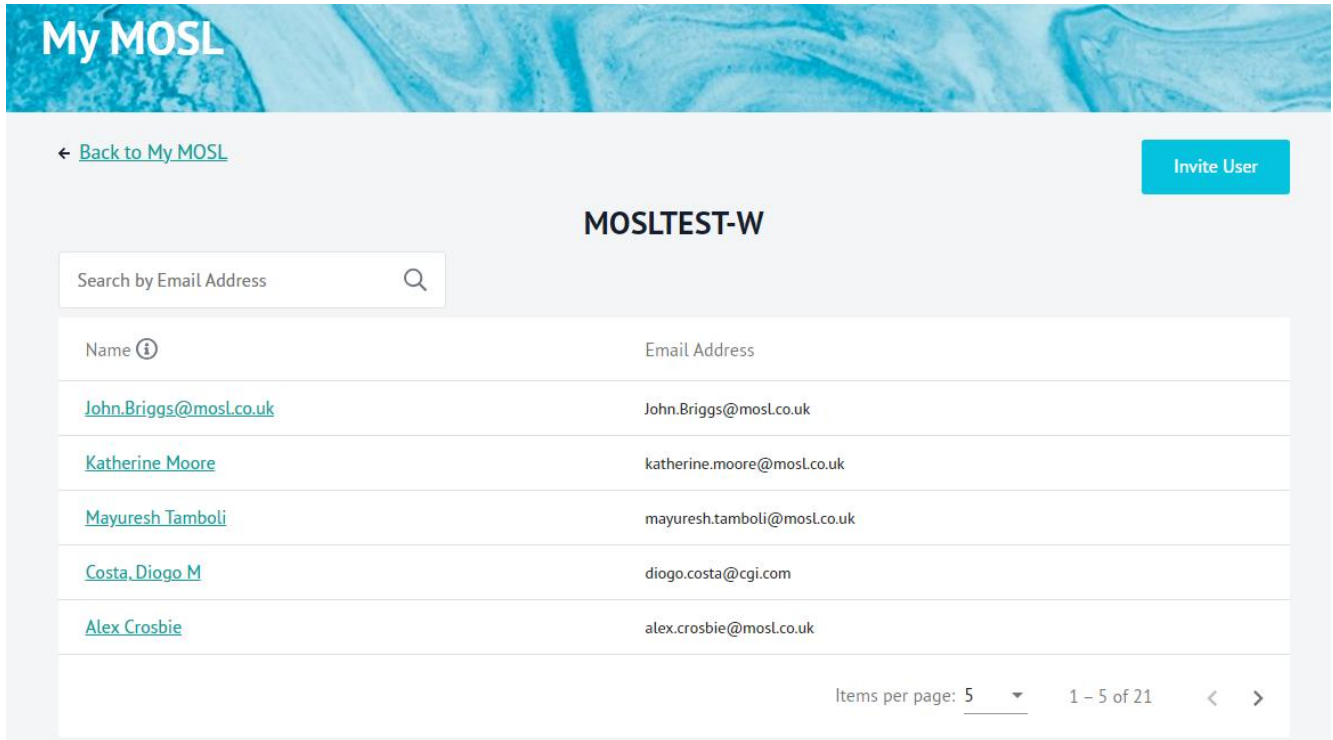 My MOSL
← Back to My MOSL
Invite User
MOSLTEST-W
Search by Email Address
Name Email Address
John.Briggs@mosl.co.uk John.Briggs@mosl.co.uk
Katherine Moore katherine.moore@mosl.co.uk
Mayuresh Tamboli mayuresh.tamboli@mosl.co.uk
Costa, Diogo M diogo.costa@cgi.com
Alex Crosbie alex.crosbie@mosl.co.uk
Items per page: 5 1 – 5 of 21